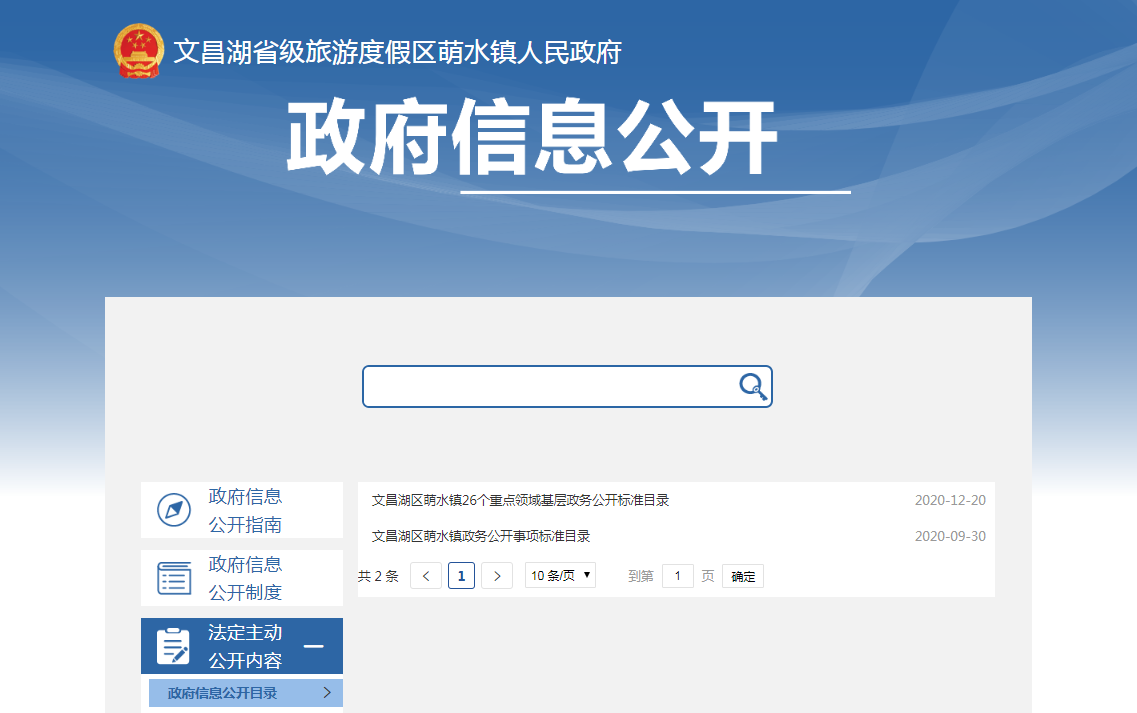 文昌湖省级旅游度假区萌水镇人民政府
政府信息公开
政府信息
公开指南
文昌湖区萌水镇26个重点领域基层政务公开标准目录 2020-12-20
文昌湖区萌水镇政务公开事项标准目录 2020-09-30
政府信息
公开制度
共 2 条 < 1 > 10 条/页 ▼ 到第 1 页 确定
法定主动
公开内容
政府信息公开目录 >